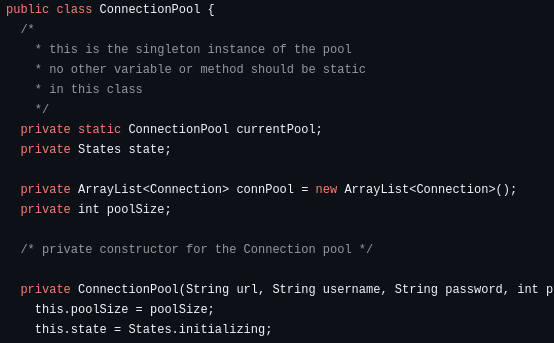 public class ConnectionPool {
/*
* this is the singleton instance of the pool
* no other variable or method should be static
* in this class
*/
private static ConnectionPool currentPool;
private States state;
private ArrayList<Connection> connPool = new ArrayList<Connection>();
private int poolSize;
/* private constructor for the Connection pool */
private ConnectionPool(String url, String username, String password, int p
this.poolSize = poolSize;
this.state = States.initializing;